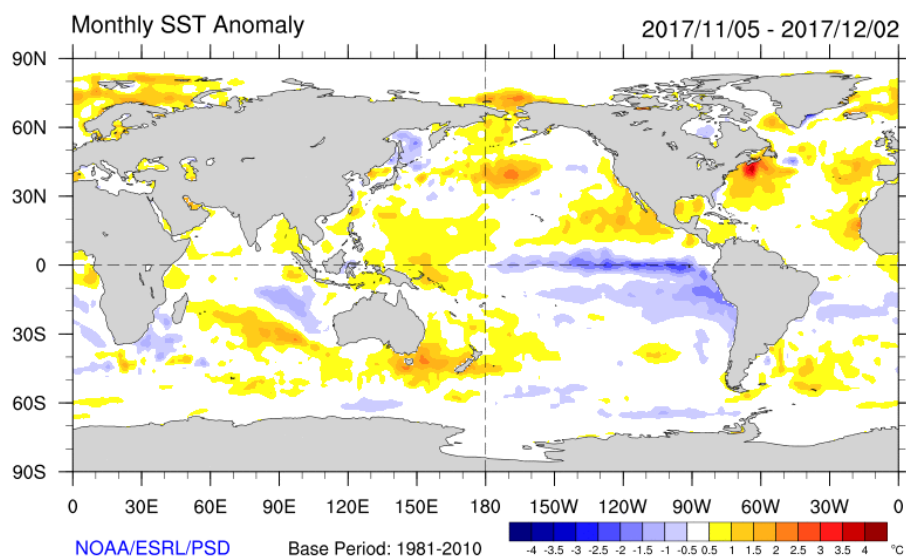 Monthly SST Anomaly 2017/11/05 - 2017/12/02
90N
60N
30N
0
30S
60S
90S
0 30E 60E 90E 120E 150E 180 150W 120W 90W 60W 30W 0
NOAA/ESRL/PSD Base Period: 1981-2010
-4 -3.5 -3 -2.5 -2 -1.5 -1 -0.5 0.5 1 1.5 2 2.5 3 3.5 4 °C